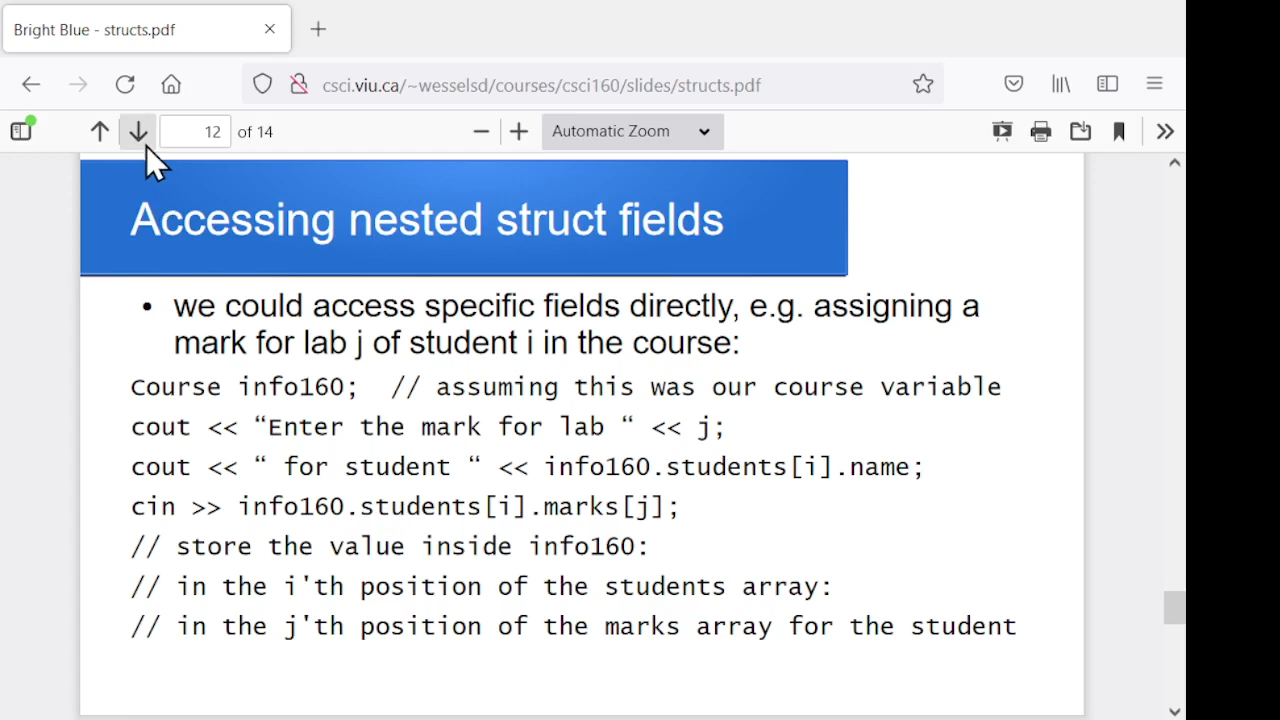 Bright Blue - structs.pdf
csci.viu.ca/~wesselsd/courses/csci160/slides/structs.pdf
12 of 14
Automatic Zoom
Accessing nested struct fields
• we could access specific fields directly, e.g. assigning a
mark for lab j of student i in the course:
Course info160;  // assuming this was our course variable
cout << “Enter the mark for lab “ << j;
cout << “ for student “ << info160.students[i].name;
cin >> info160.students[i].marks[j];
// store the value inside info160:
// in the i'th position of the students array:
// in the j'th position of the marks array for the student